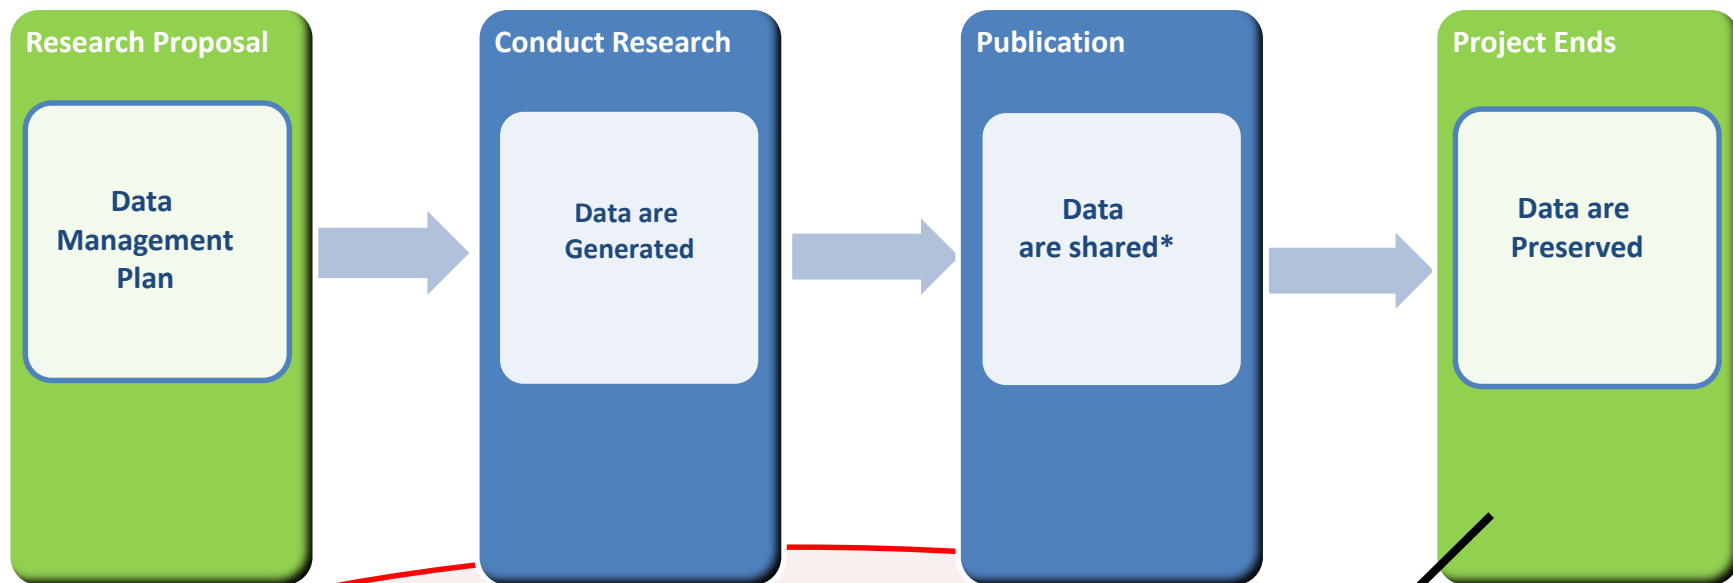 Research Proposal
Data
Management
Plan
Conduct Research
Data are
Generated
Publication
Data
are shared*
Project Ends
Data are
Preserved